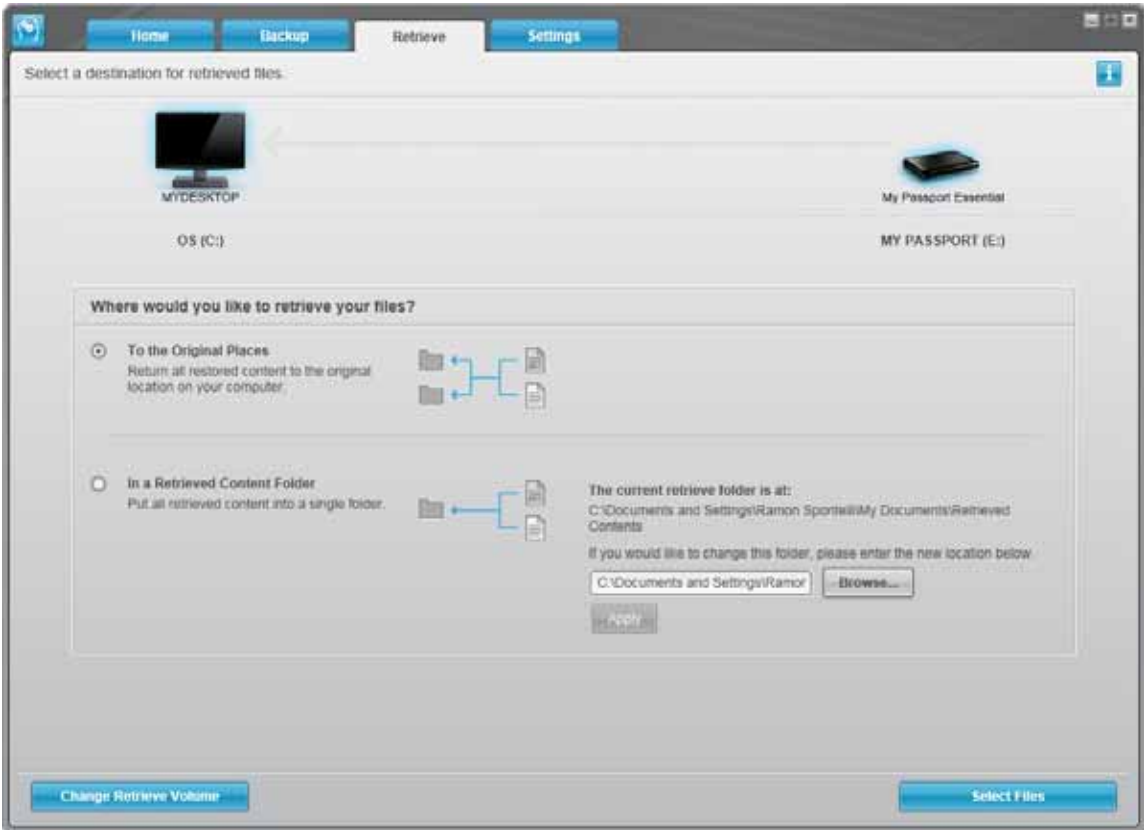 Home
Backup
Retrieve
Settings
Select a destination for retrieved files.
MYDESKTOP
My Passport Essential
OS (C:)
MY PASSPORT (E:)
Where would you like to retrieve your files?
To the Original Places
Return all restored content to the original
location on your computer.
In a Retrieved Content Folder
Put all retrieved content into a single folder.
The current retrieve folder is at:
C:\Documents and Settings\Ramon Spontelli\My Documents\Retrieved
Contents
If you would like to change this folder, please enter the new location below.
C:\Documents and Settings\Ramor
Browse...
Apply
Change Retrieve Volume
Select Files